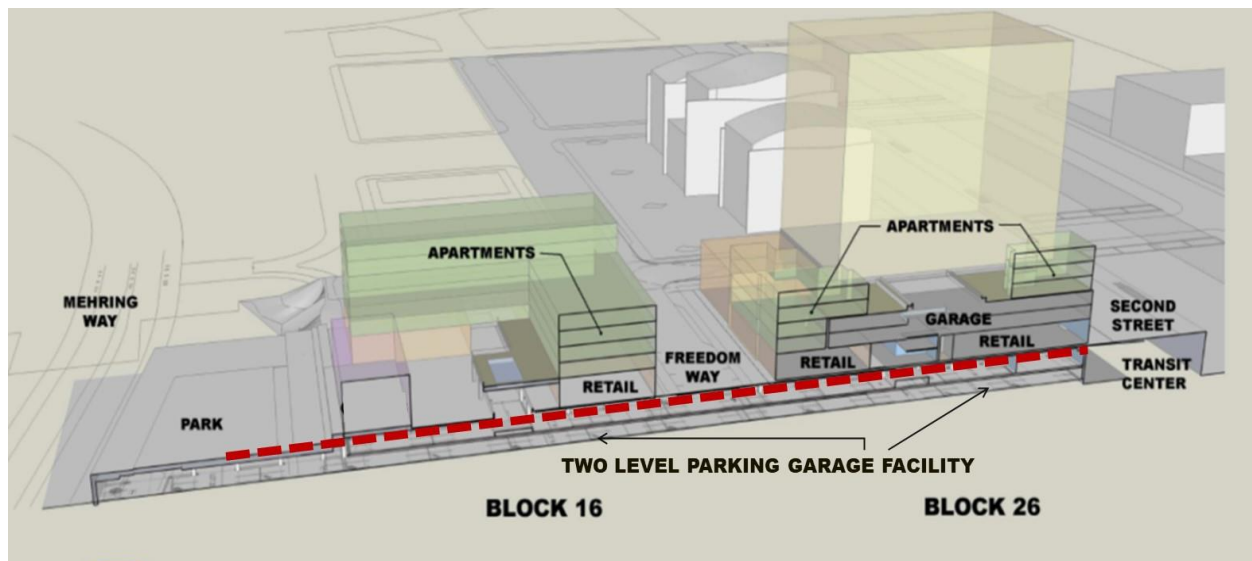 APARTMENTS
APARTMENTS
MEHRING
WAY
SECOND
STREET
GARAGE
RETAIL
FREEDOM
WAY
RETAIL
TRANSIT
CENTER
RETAIL
PARK
TWO LEVEL PARKING GARAGE FACILITY
BLOCK 16
BLOCK 26